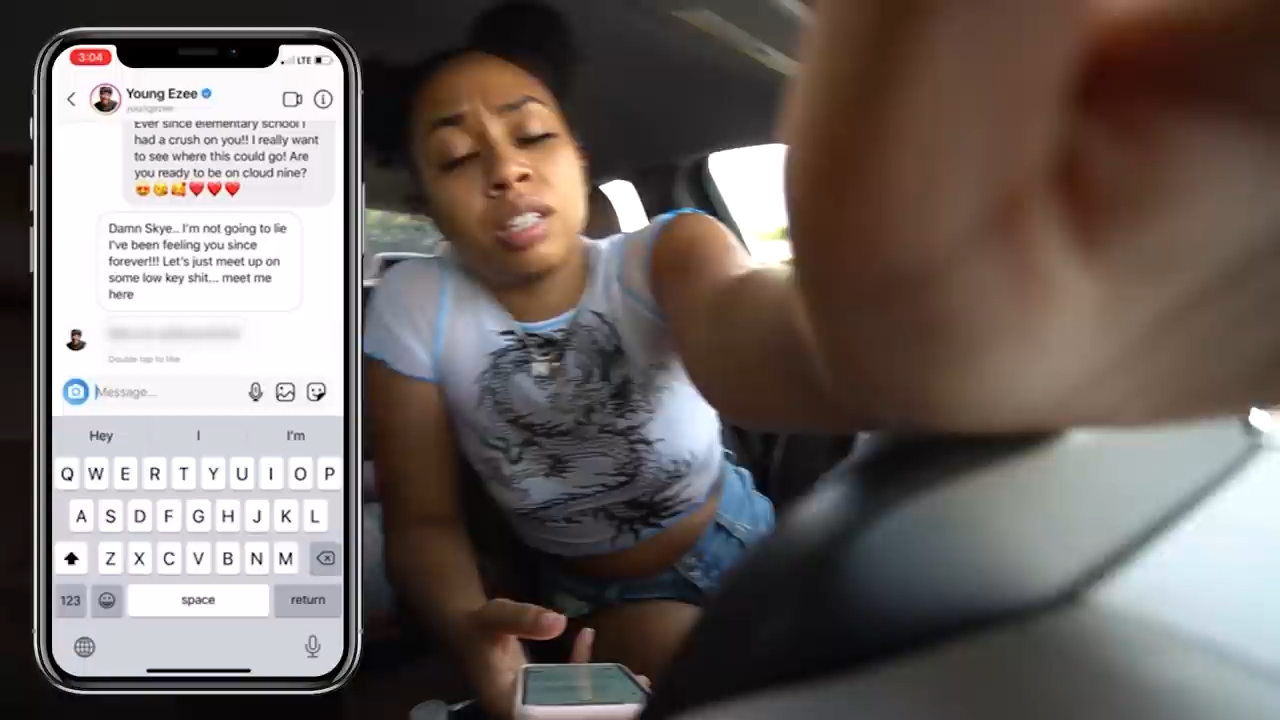 3:04
LTE
Young Ezee
Ever since elementary school I
had a crush on you!! I really want
to see where this could go! Are
you ready to be on cloud nine?
😍😘🥰❤️❤️❤️
Damn Skye.. I'm not going to lie
I've been feeling you since
forever!!! Let's just meet up on
some low key shit... meet me
here
Double tap to like
Message...
Hey I I'm
Q W E R T Y U I O P
A S D F G H J K L
Z X C V B N M
123 space return